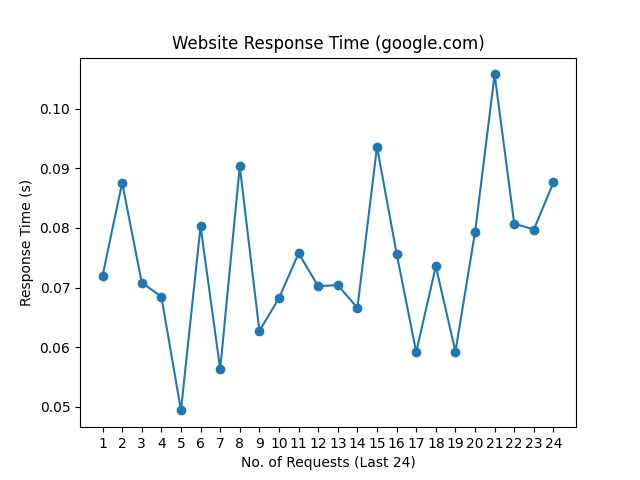 Website Response Time (google.com)
Response Time (s)
0.10
0.09
0.08
0.07
0.06
0.05
1 2 3 4 5 6 7 8 9 10 11 12 13 14 15 16 17 18 19 20 21 22 23 24
No. of Requests (Last 24)